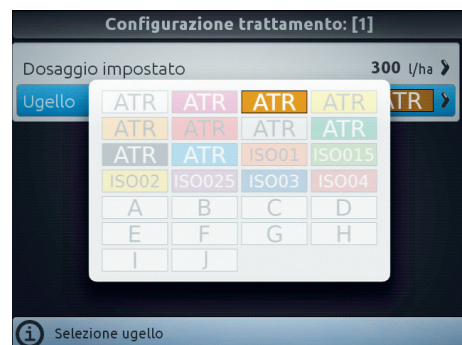 Configurazione trattamento: [1]
Dosaggio impostato 300 l/ha
Ugello ATR
ATR ATR ATR ATR
ATR ATR ATR ATR
ATR ATR ISO01 ISO015
ISO02 ISO025 ISO03 ISO04
A B C D
E F G H
I J
Selezione ugello